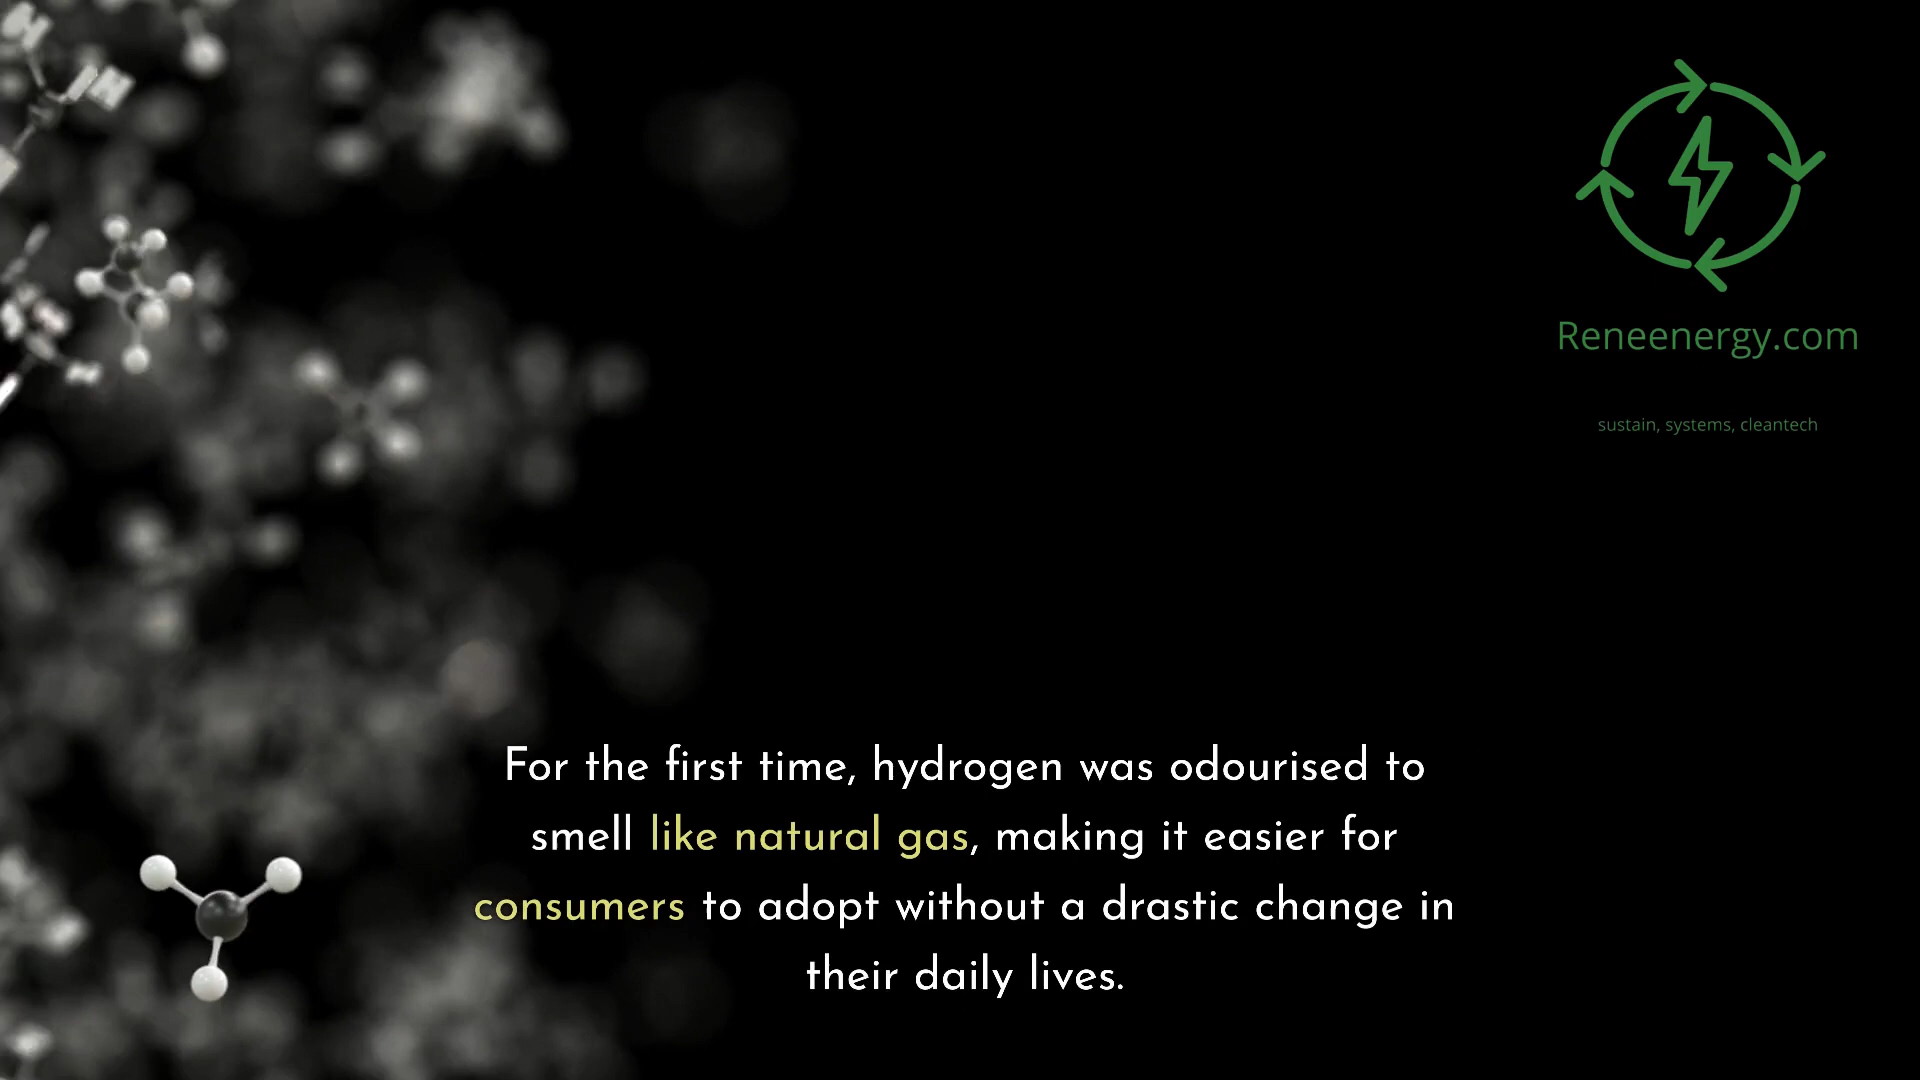 Reneenergy.com
sustain, systems, cleantech
For the first time, hydrogen was odourised to
smell like natural gas, making it easier for
consumers to adopt without a drastic change in
their daily lives.